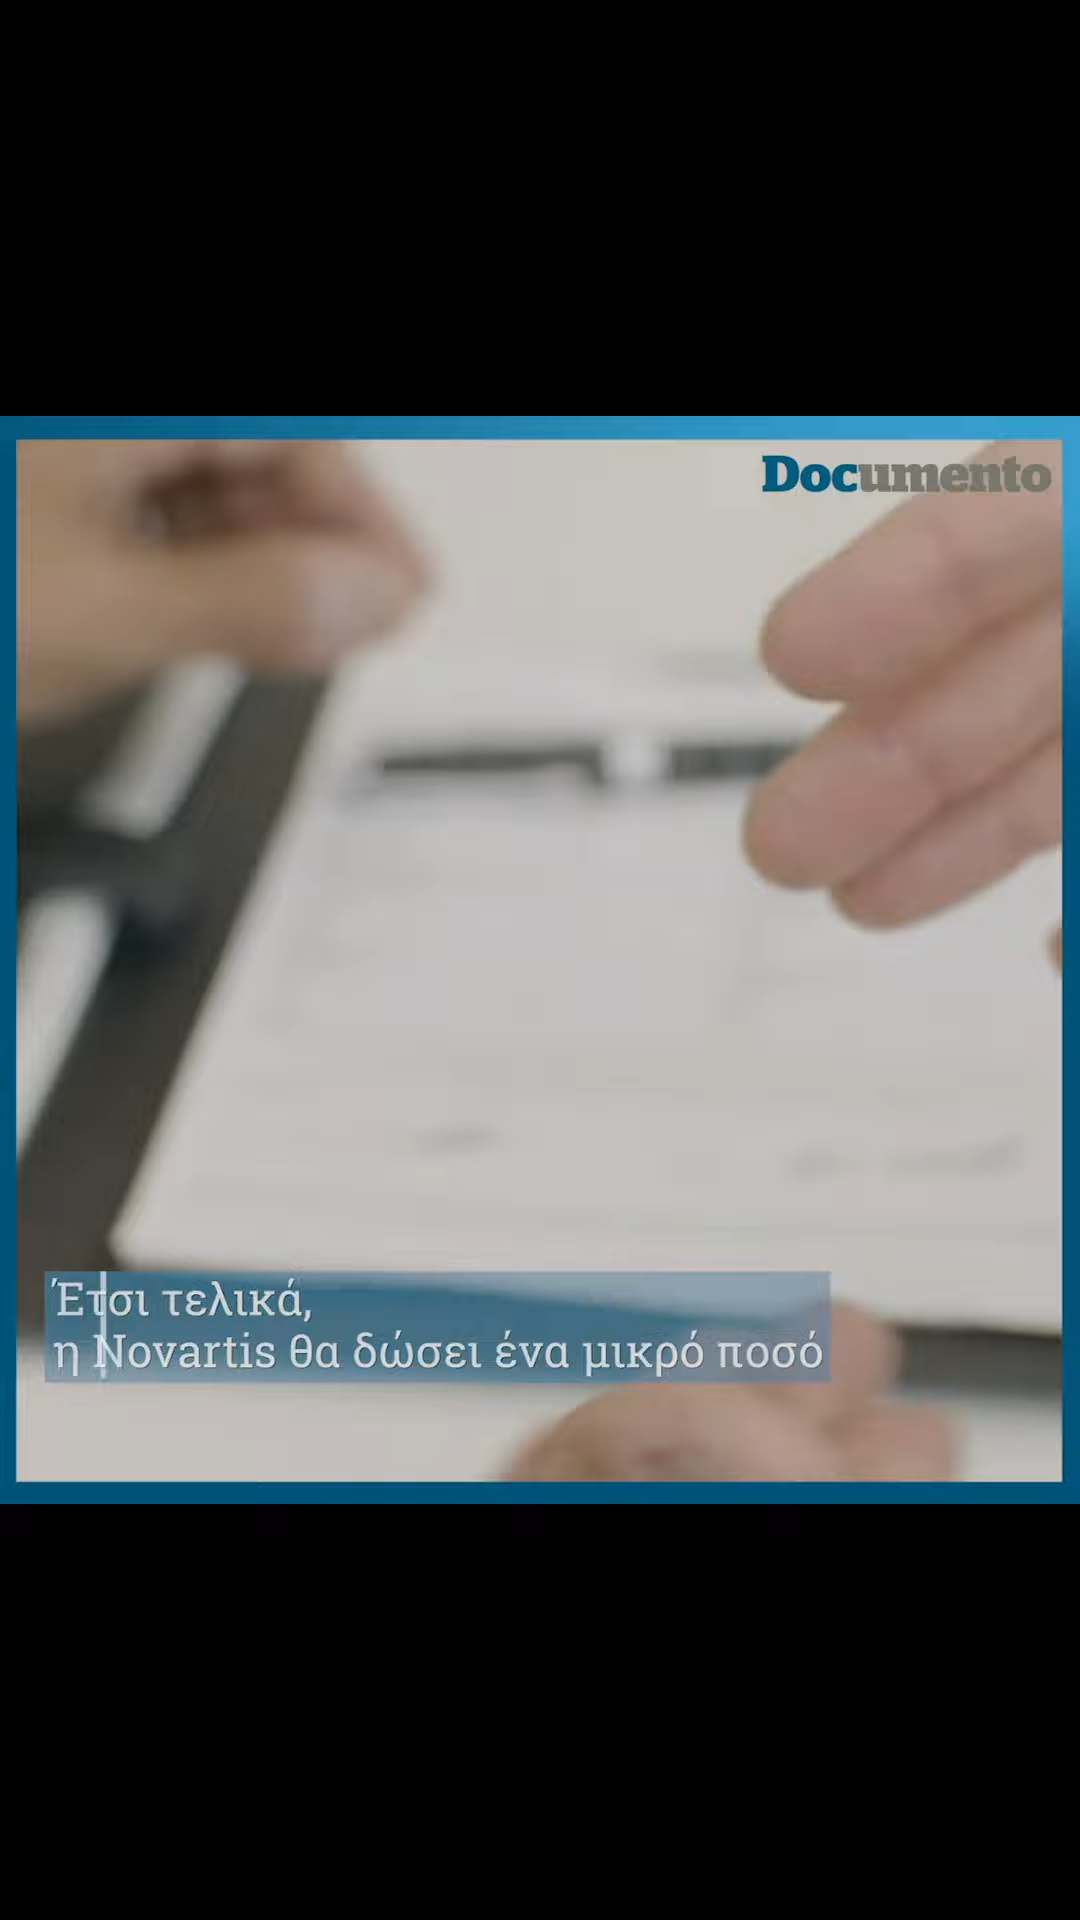 Documento
Έτσι τελικά,
η Novartis θα δώσει ένα μικρό ποσό